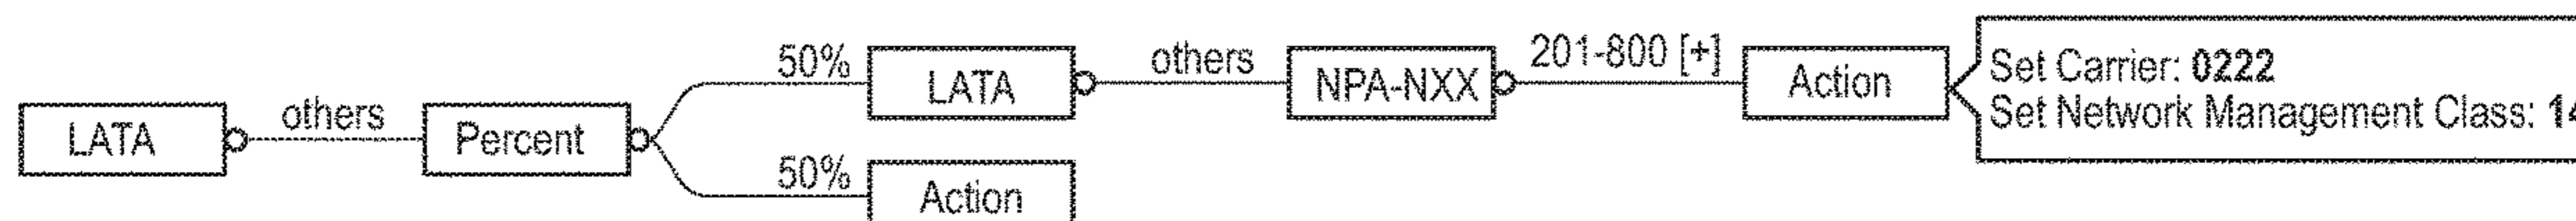 LATA
others
Percent
50%
LATA
others
NPA-NXX
201-800 [+]
Action
Set Carrier: 0222
Set Network Management Class:
50%
Action